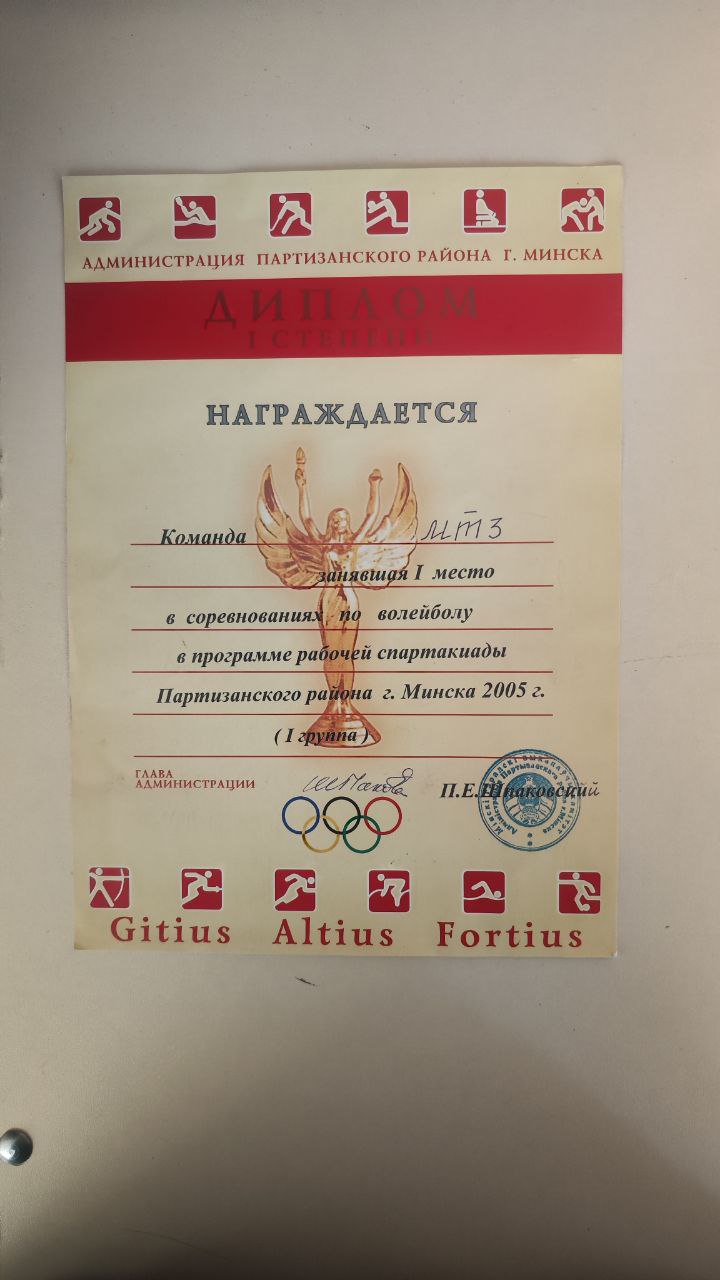 АДМИНИСТРАЦИЯ ПАРТИЗАНСКОГО РАЙОНА Г. МИНСКА
ДИПЛОМ
I СТЕПЕНИ
НАГРАЖДАЕТСЯ
Команда МТЗ
занявшая I место
в соревнованиях по волейболу
в программе рабочей спартакиады
Партизанского района г. Минска 2005 г.
( I группа )
ГЛАВА
АДМИНИСТРАЦИИ
П.Е.Шпаковский
Gitius Altius Fortius